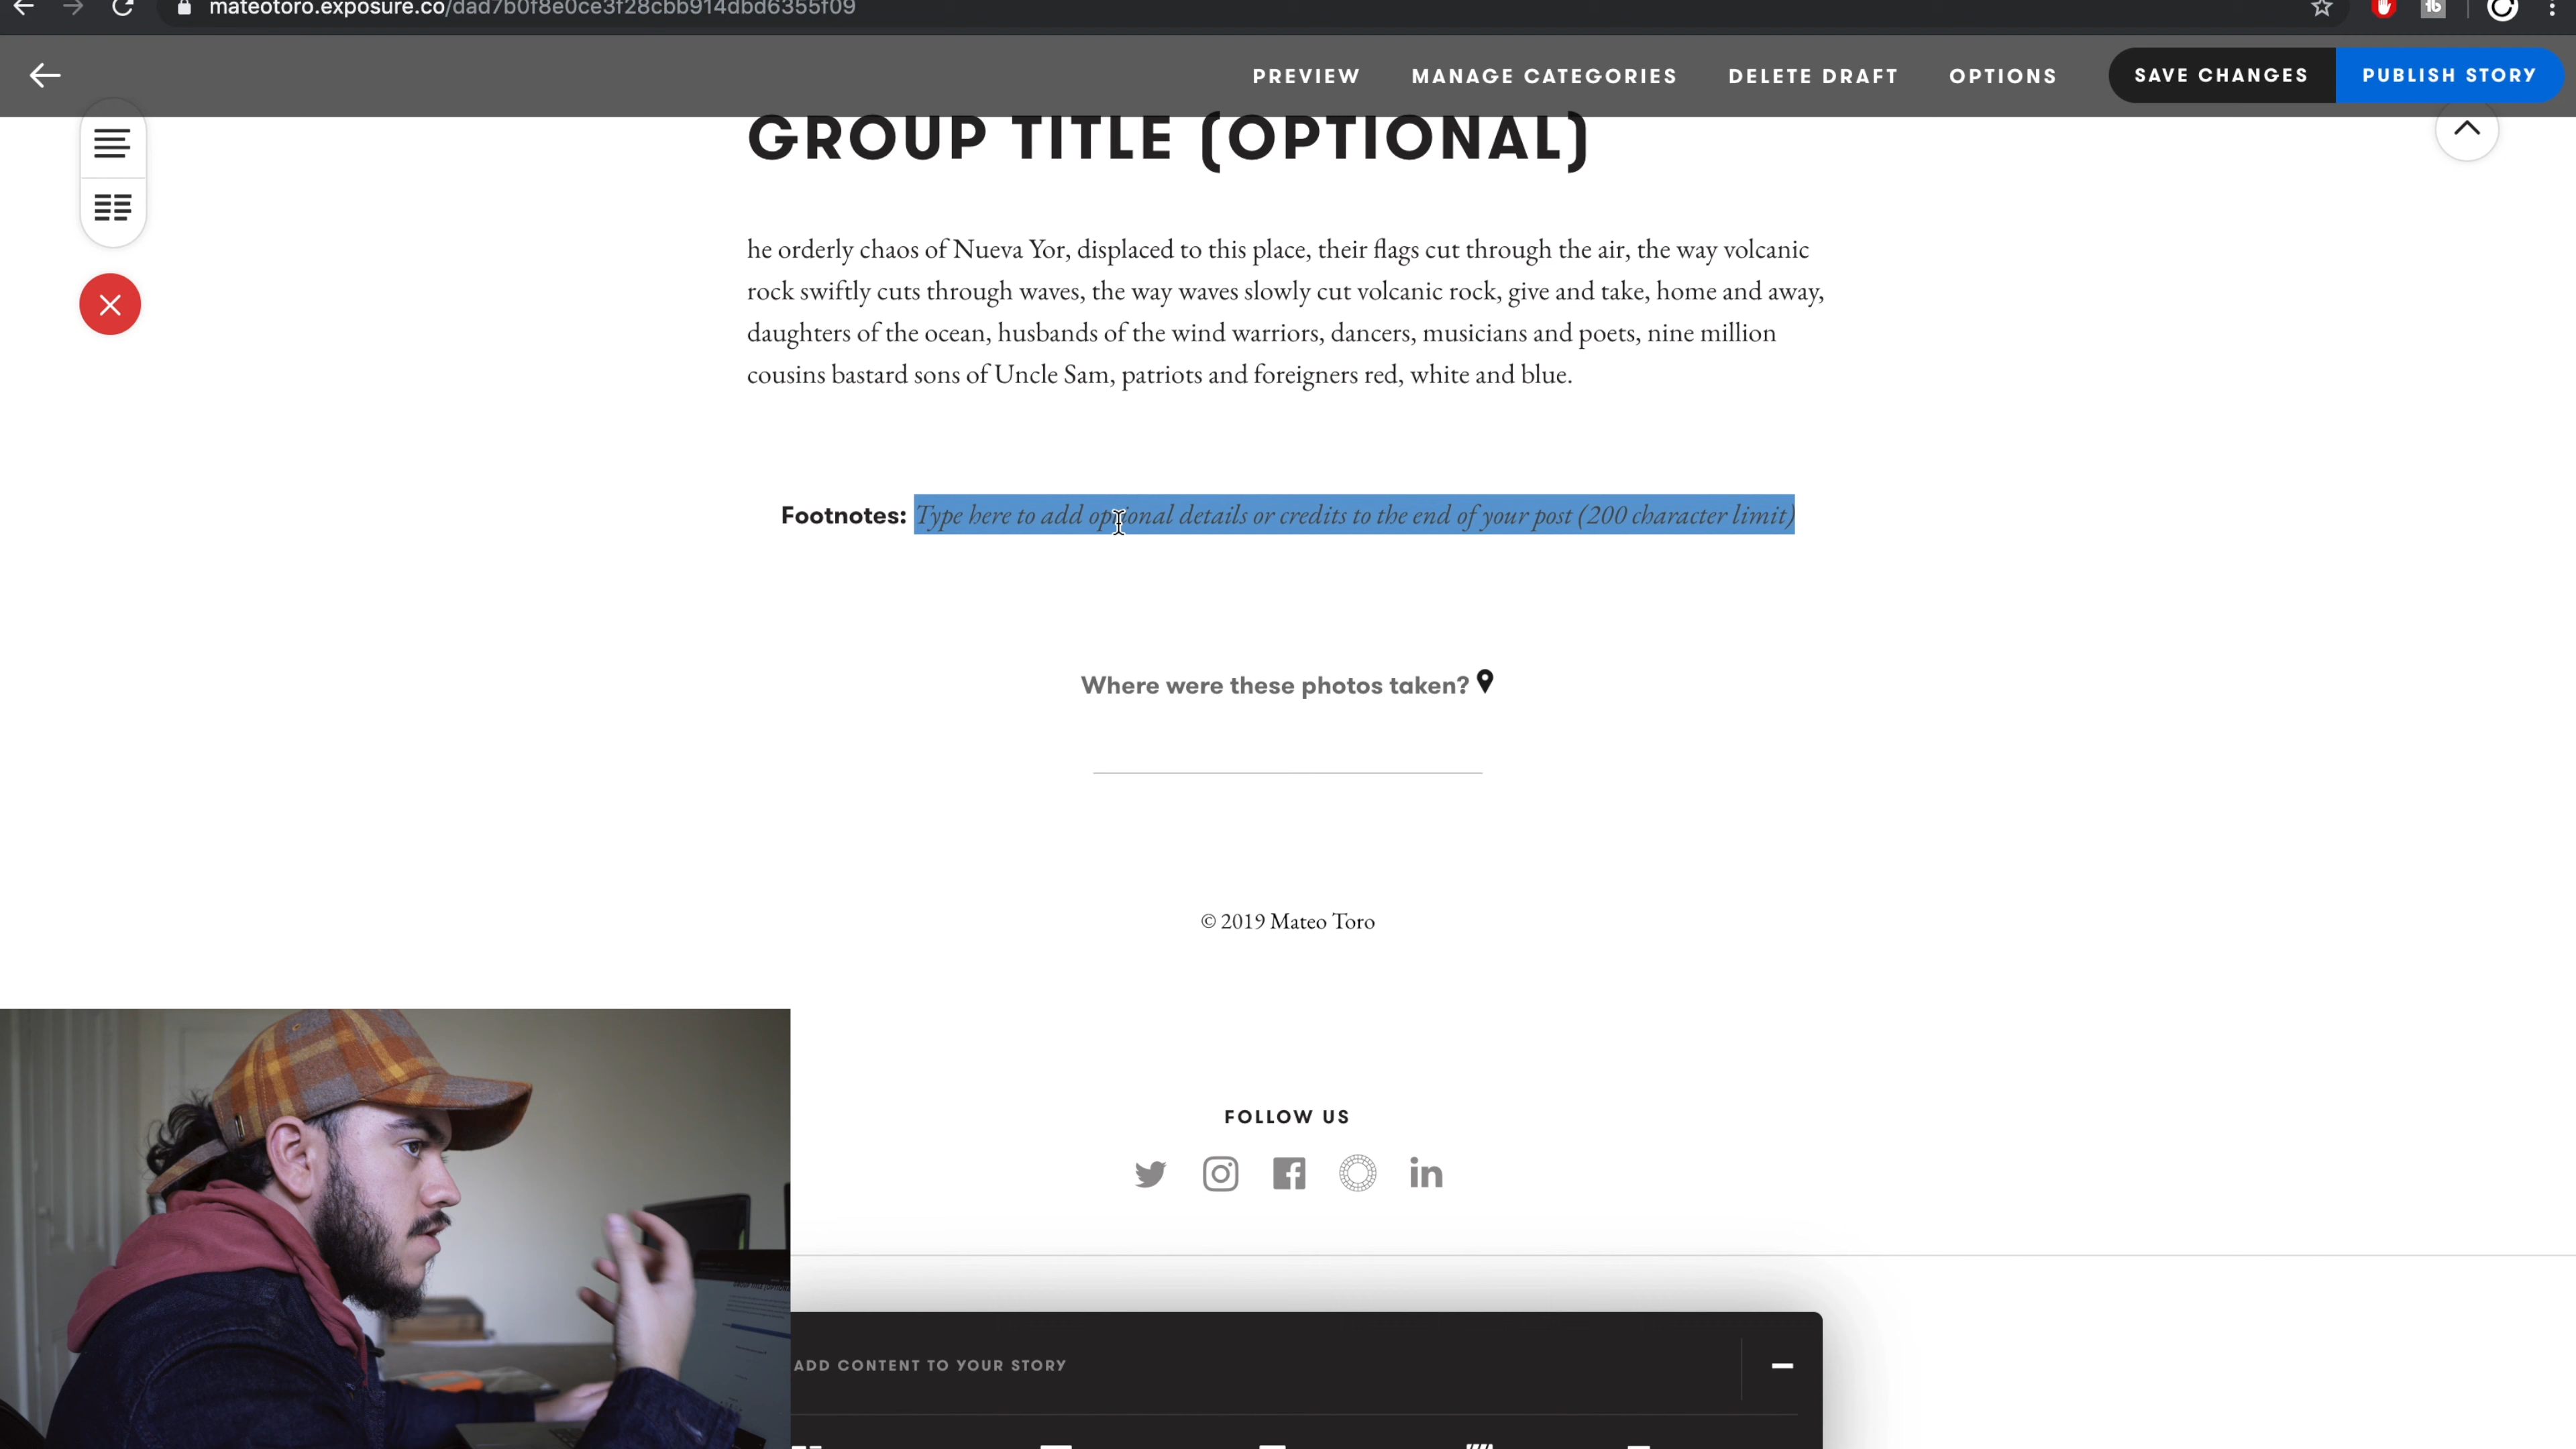 mateotoro.exposure.co/dad7b0f8e0ce3f28cbb914dbd6355f09
PREVIEW MANAGE CATEGORIES DELETE DRAFT OPTIONS SAVE CHANGES PUBLISH STORY
GROUP TITLE (OPTIONAL)
he orderly chaos of Nueva Yor, displaced to this place, their flags cut through the air, the way volcanic
rock swiftly cuts through waves, the way waves slowly cut volcanic rock, give and take, home and away,
daughters of the ocean, husbands of the wind warriors, dancers, musicians and poets, nine million
cousins bastard sons of Uncle Sam, patriots and foreigners red, white and blue.
Footnotes: Type here to add optional details or credits to the end of your post (200 character limit)
Where were these photos taken?
© 2019 Mateo Toro
FOLLOW US
ADD CONTENT TO YOUR STORY